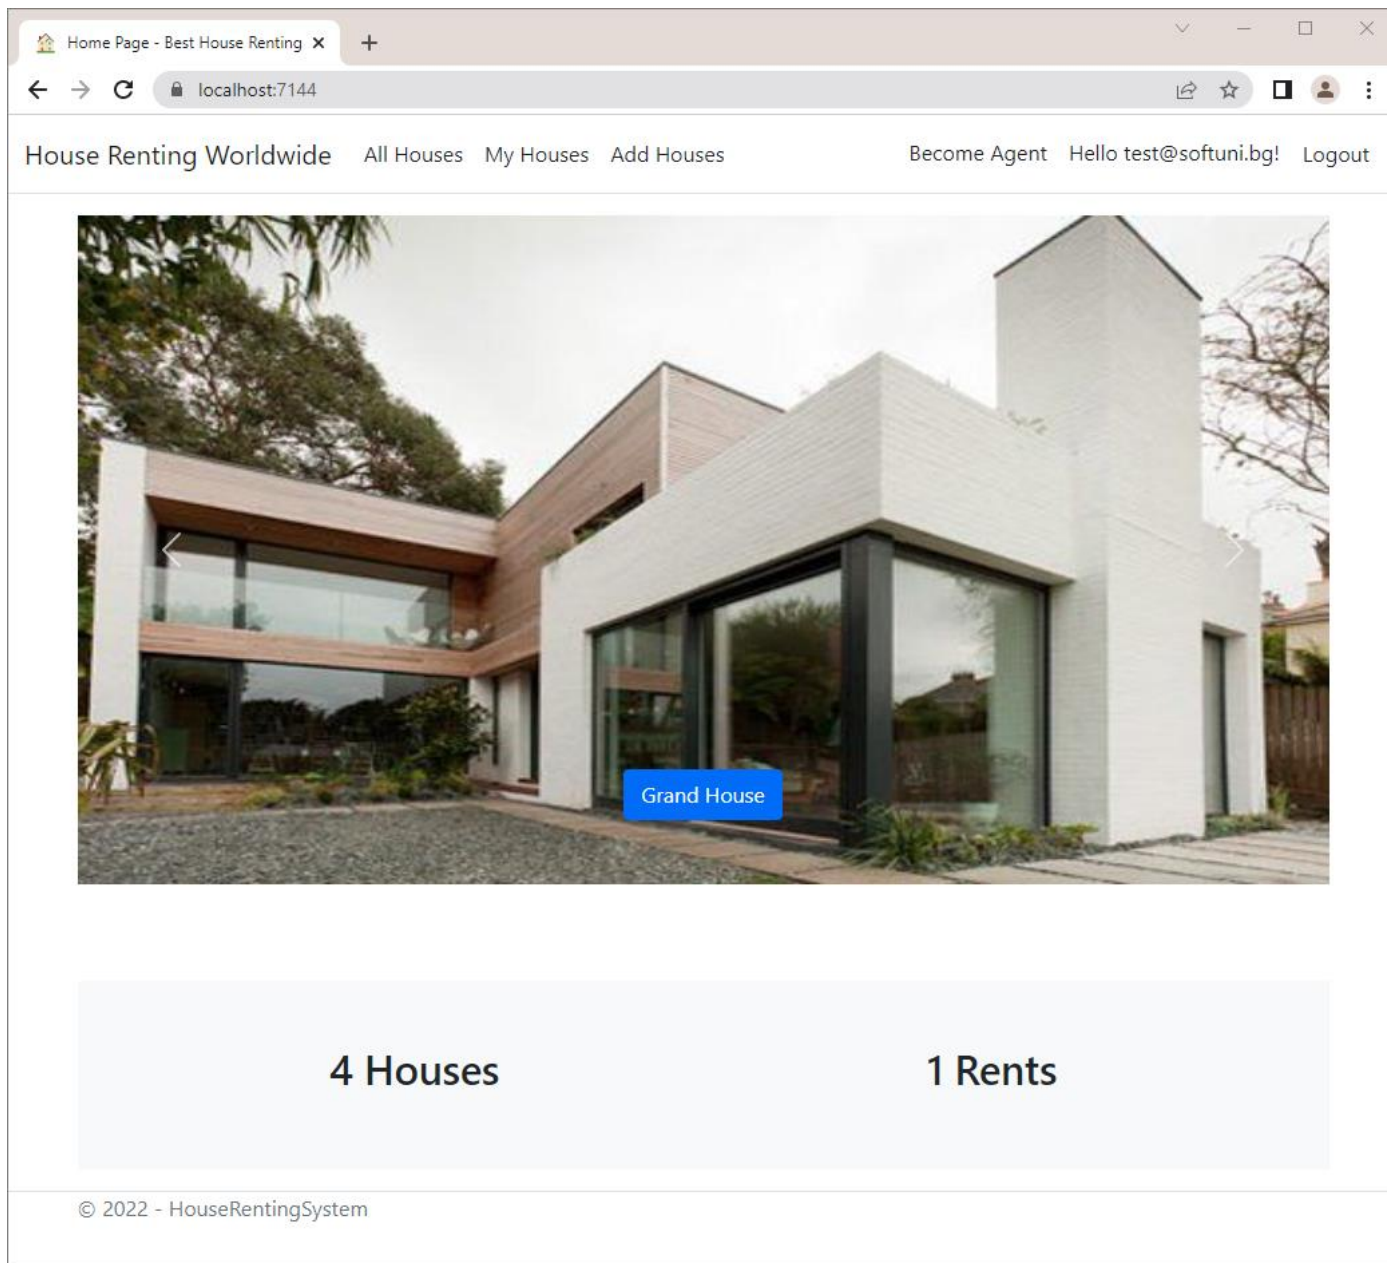 Home Page - Best House Renting
localhost:7144
House Renting Worldwide All Houses My Houses Add Houses Become Agent Hello test@softuni.bg! Logout
Grand House
4 Houses 1 Rents
© 2022 - HouseRentingSystem